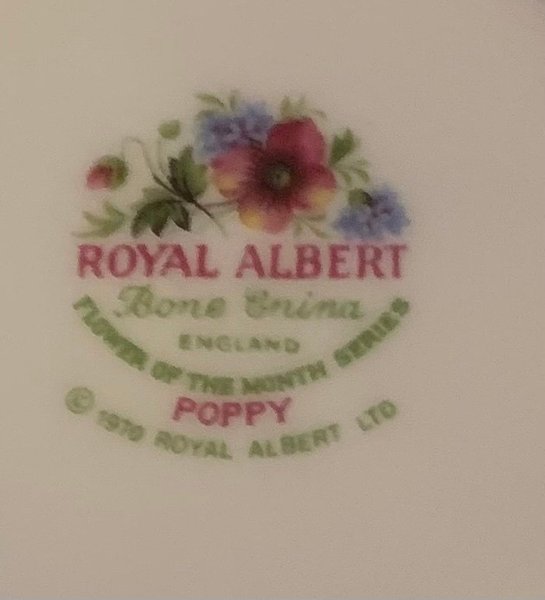 ROYAL ALBERT
Bone China
ENGLAND
FLOWER OF THE MONTH SERIES
POPPY
© 1970 ROYAL ALBERT LTD